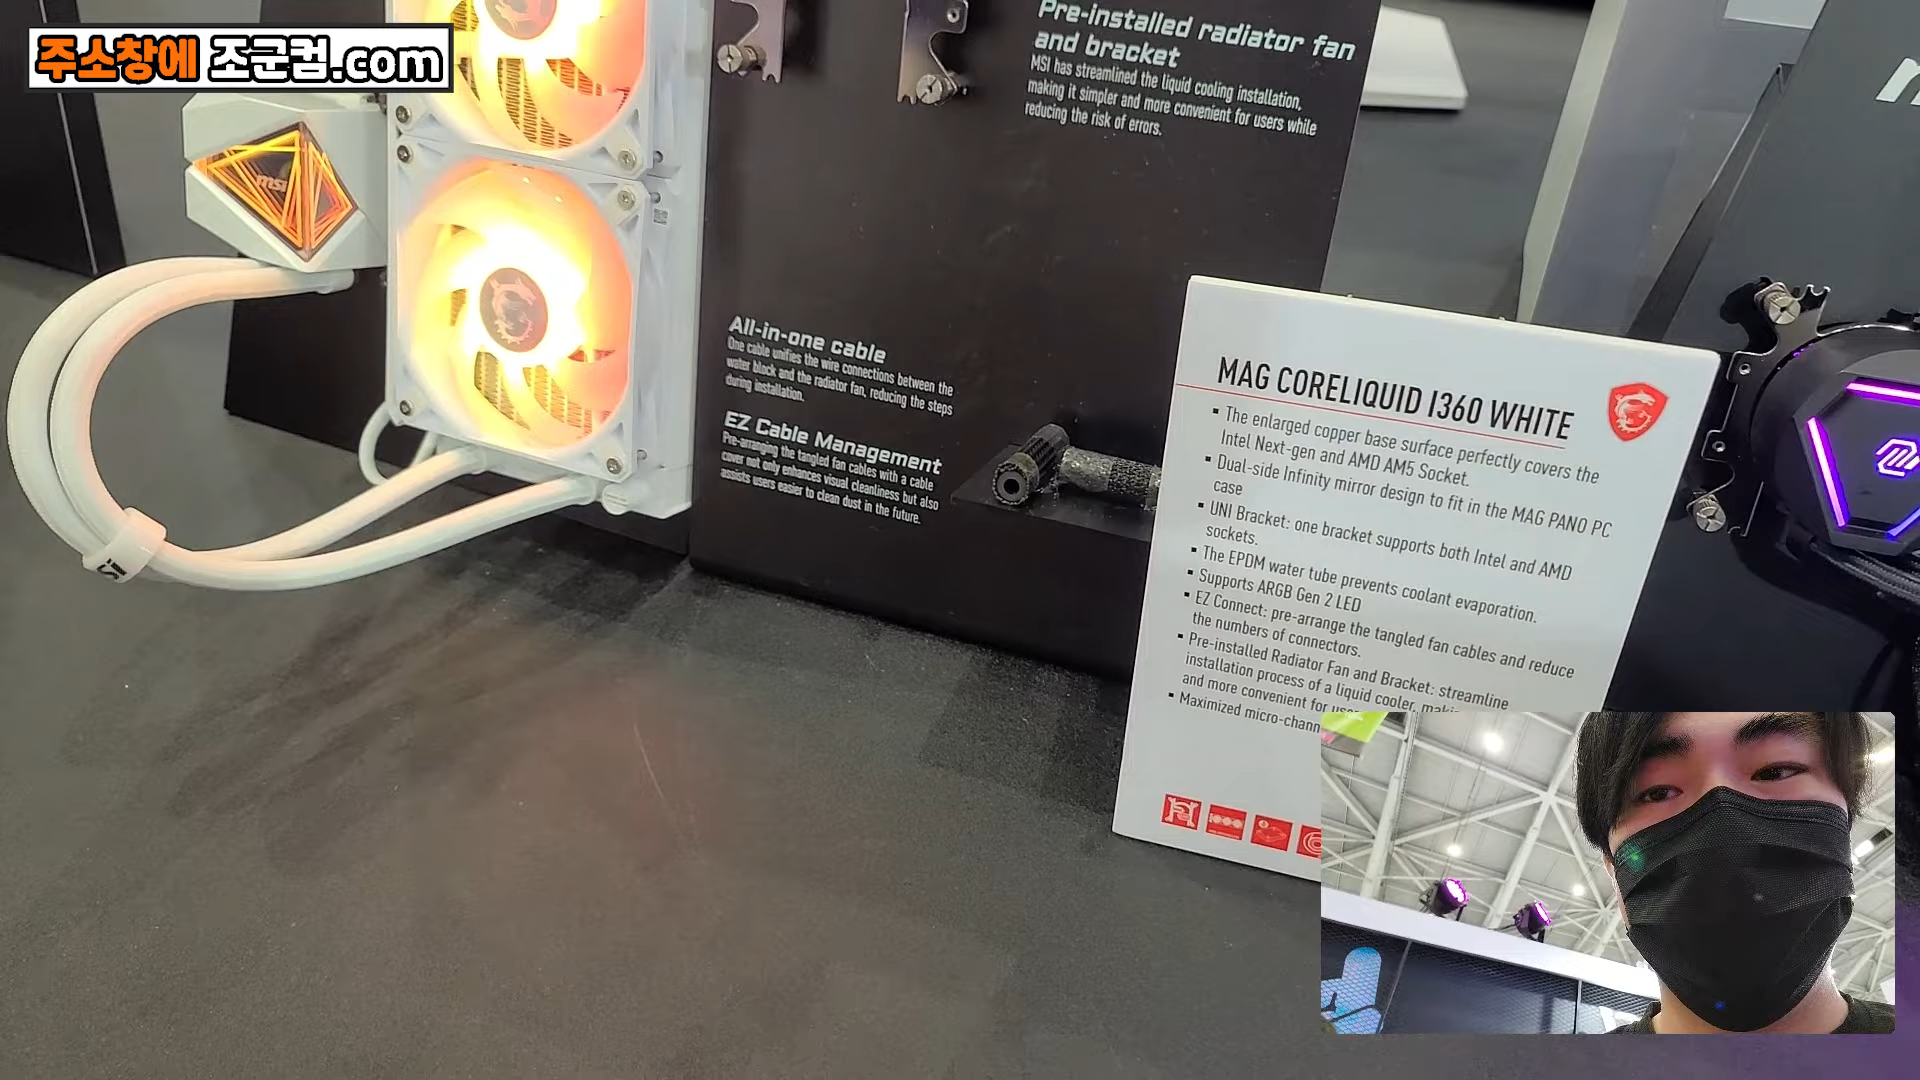 주소창에 조군컴.com
Pre-installed radiator fan
and bracket
MSI has streamlined the liquid cooling installation,
making it simpler and more convenient for users while
reducing the risk of errors.
msi
All-in-one cable
One cable unifies the wire connections between the
water block and the radiator fan, reducing the steps
during installation.
EZ Cable Management
Pre-arranging the tangled fan cables with a cable
cover not only enhances visual cleanliness but also
assists users easier to clean dust in the future.
MAG CORELIQUID I360 WHITE
▪ The enlarged copper base surface perfectly covers the
Intel Next-gen and AMD AM5 Socket.
▪ Dual-side Infinity mirror design to fit in the MAG PANO PC
case
▪ UNI Bracket: one bracket supports both Intel and AMD
sockets.
▪ The EPDM water tube prevents coolant evaporation.
▪ Supports ARGB Gen 2 LED
▪ EZ Connect: pre-arrange the tangled fan cables and reduce
the numbers of connectors.
▪ Pre-installed Radiator Fan and Bracket: streamline
installation process of a liquid cooler,
and more convenient for
▪ Maximized